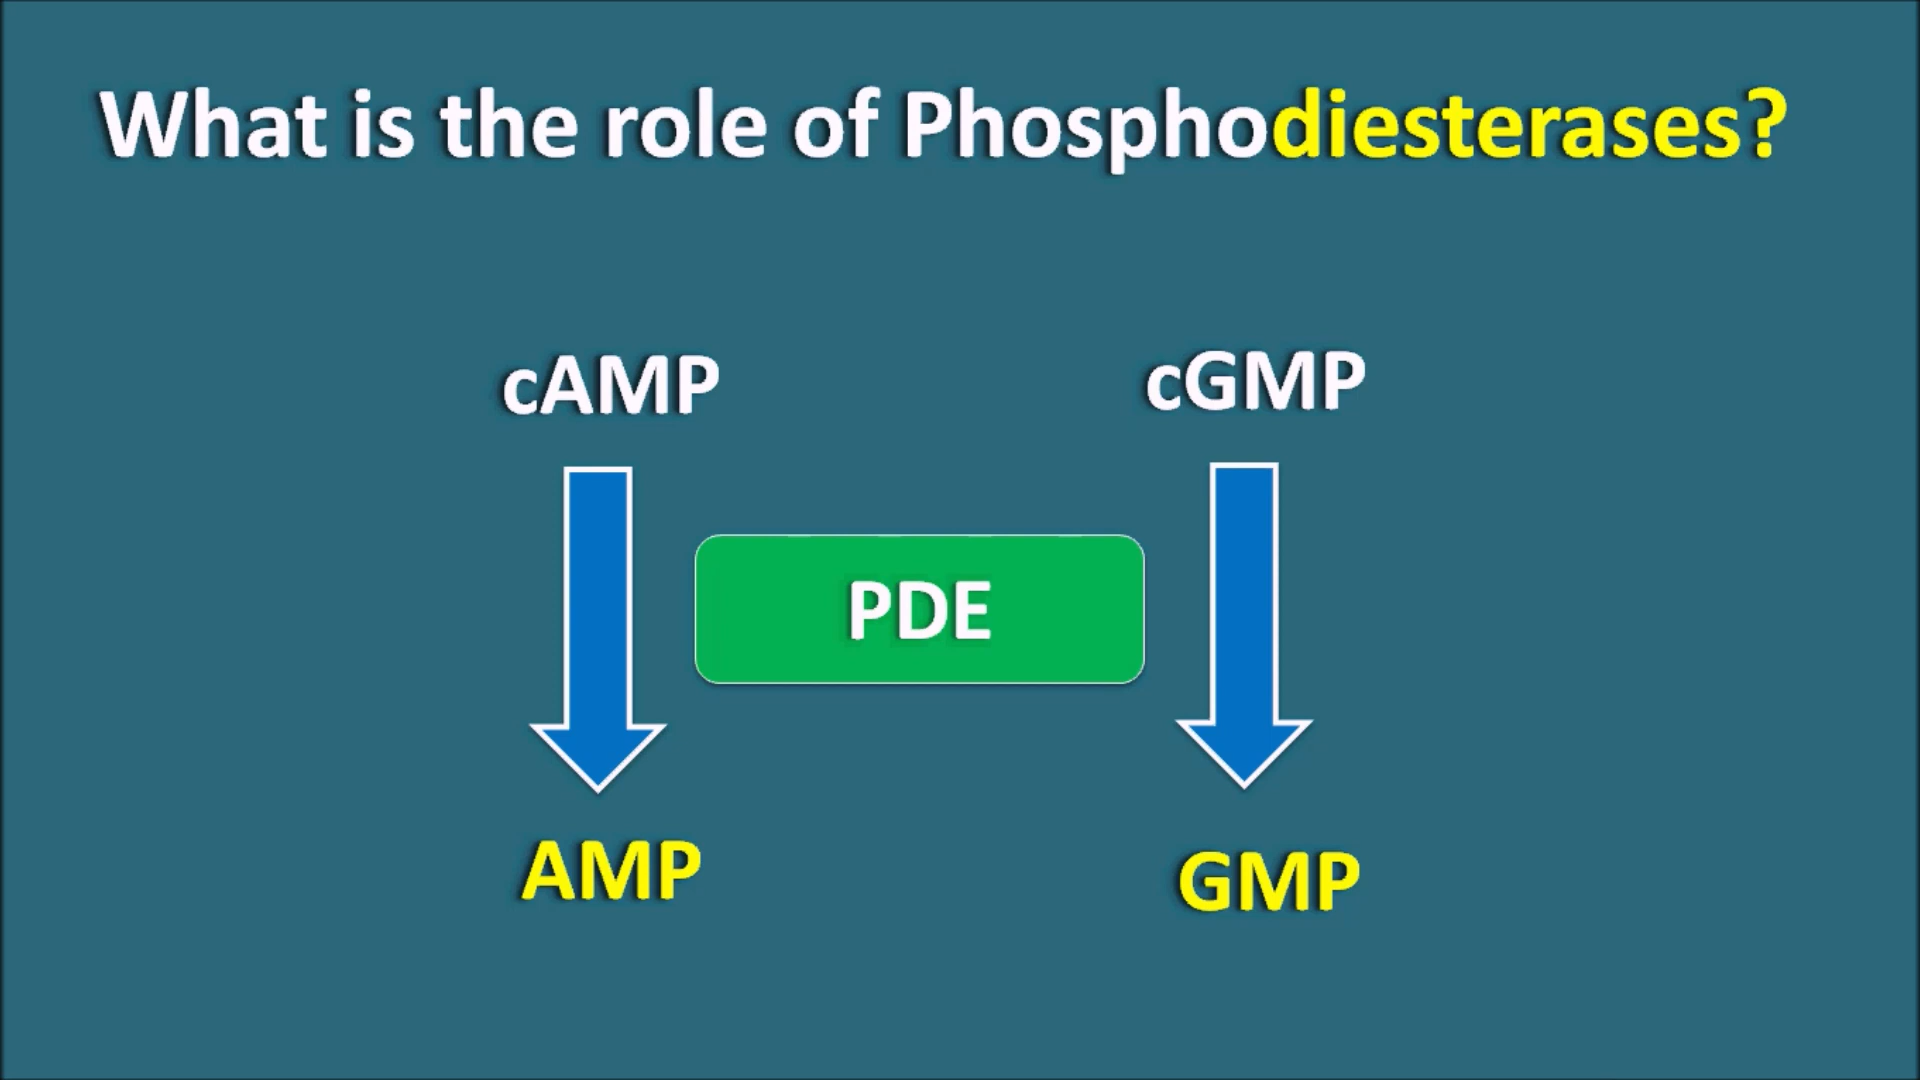 What is the role of Phosphodiesterases?
cAMP
cGMP
PDE
AMP
GMP